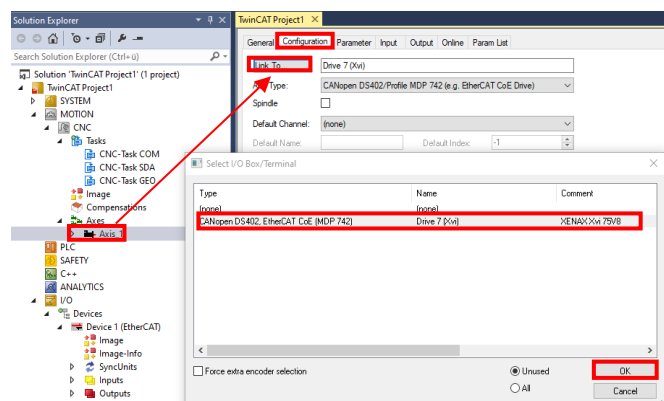 Solution Explorer
Search Solution Explorer (Ctrl+ü)
Solution 'TwinCAT Project1' (1 project)
TwinCAT Project1
SYSTEM
MOTION
CNC
Tasks
CNC-Task COM
CNC-Task SDA
CNC-Task GEO
Image
Compensations
Axes
Axis_1
PLC
SAFETY
C++
ANALYTICS
I/O
Devices
Device 1 (EtherCAT)
Image
Image-Info
SyncUnits
Inputs
Outputs
TwinCAT Project1
General Configuration Parameter Input Output Online Param List
Link To... Drive 7 (Xvi)
Type: CANopen DS402/Profile MDP 742 (e.g. EtherCAT CoE Drive)
Spindle
Default Channel: (none)
Default Name: Default Index: -1
Select I/O Box/Terminal
Type Name Comment
(none) (none)
CANopen DS402, EtherCAT CoE (MDP 742) Drive 7 (Xvi) XENAX Xvi 75V8
Force extra encoder selection
Unused
All
OK
Cancel